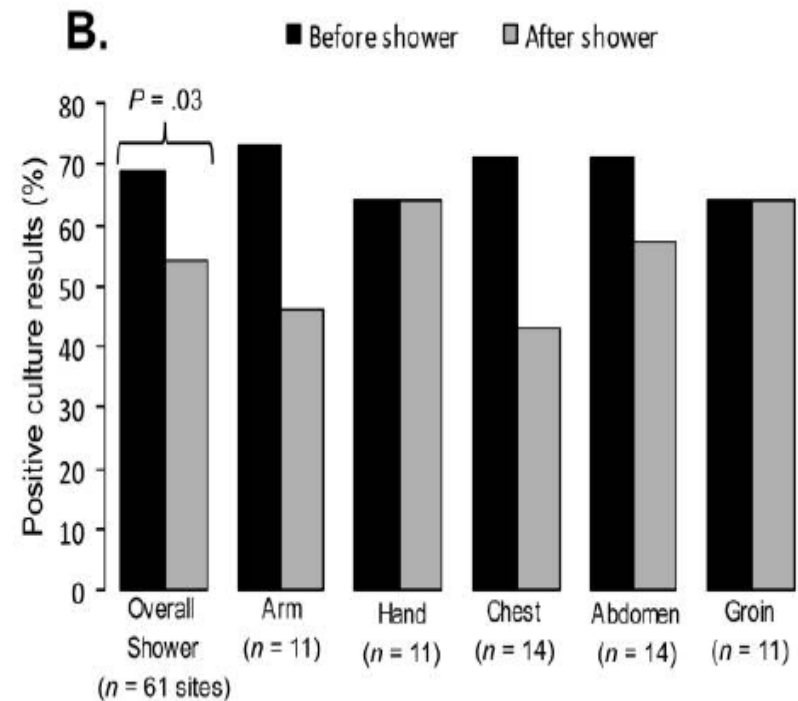 B.
Before shower After shower
P = .03
Positive culture results (%)
80
70
60
50
40
30
20
10
0
Overall Shower (n = 61 sites)
Arm (n = 11)
Hand (n = 11)
Chest (n = 14)
Abdomen (n = 14)
Groin (n = 11)